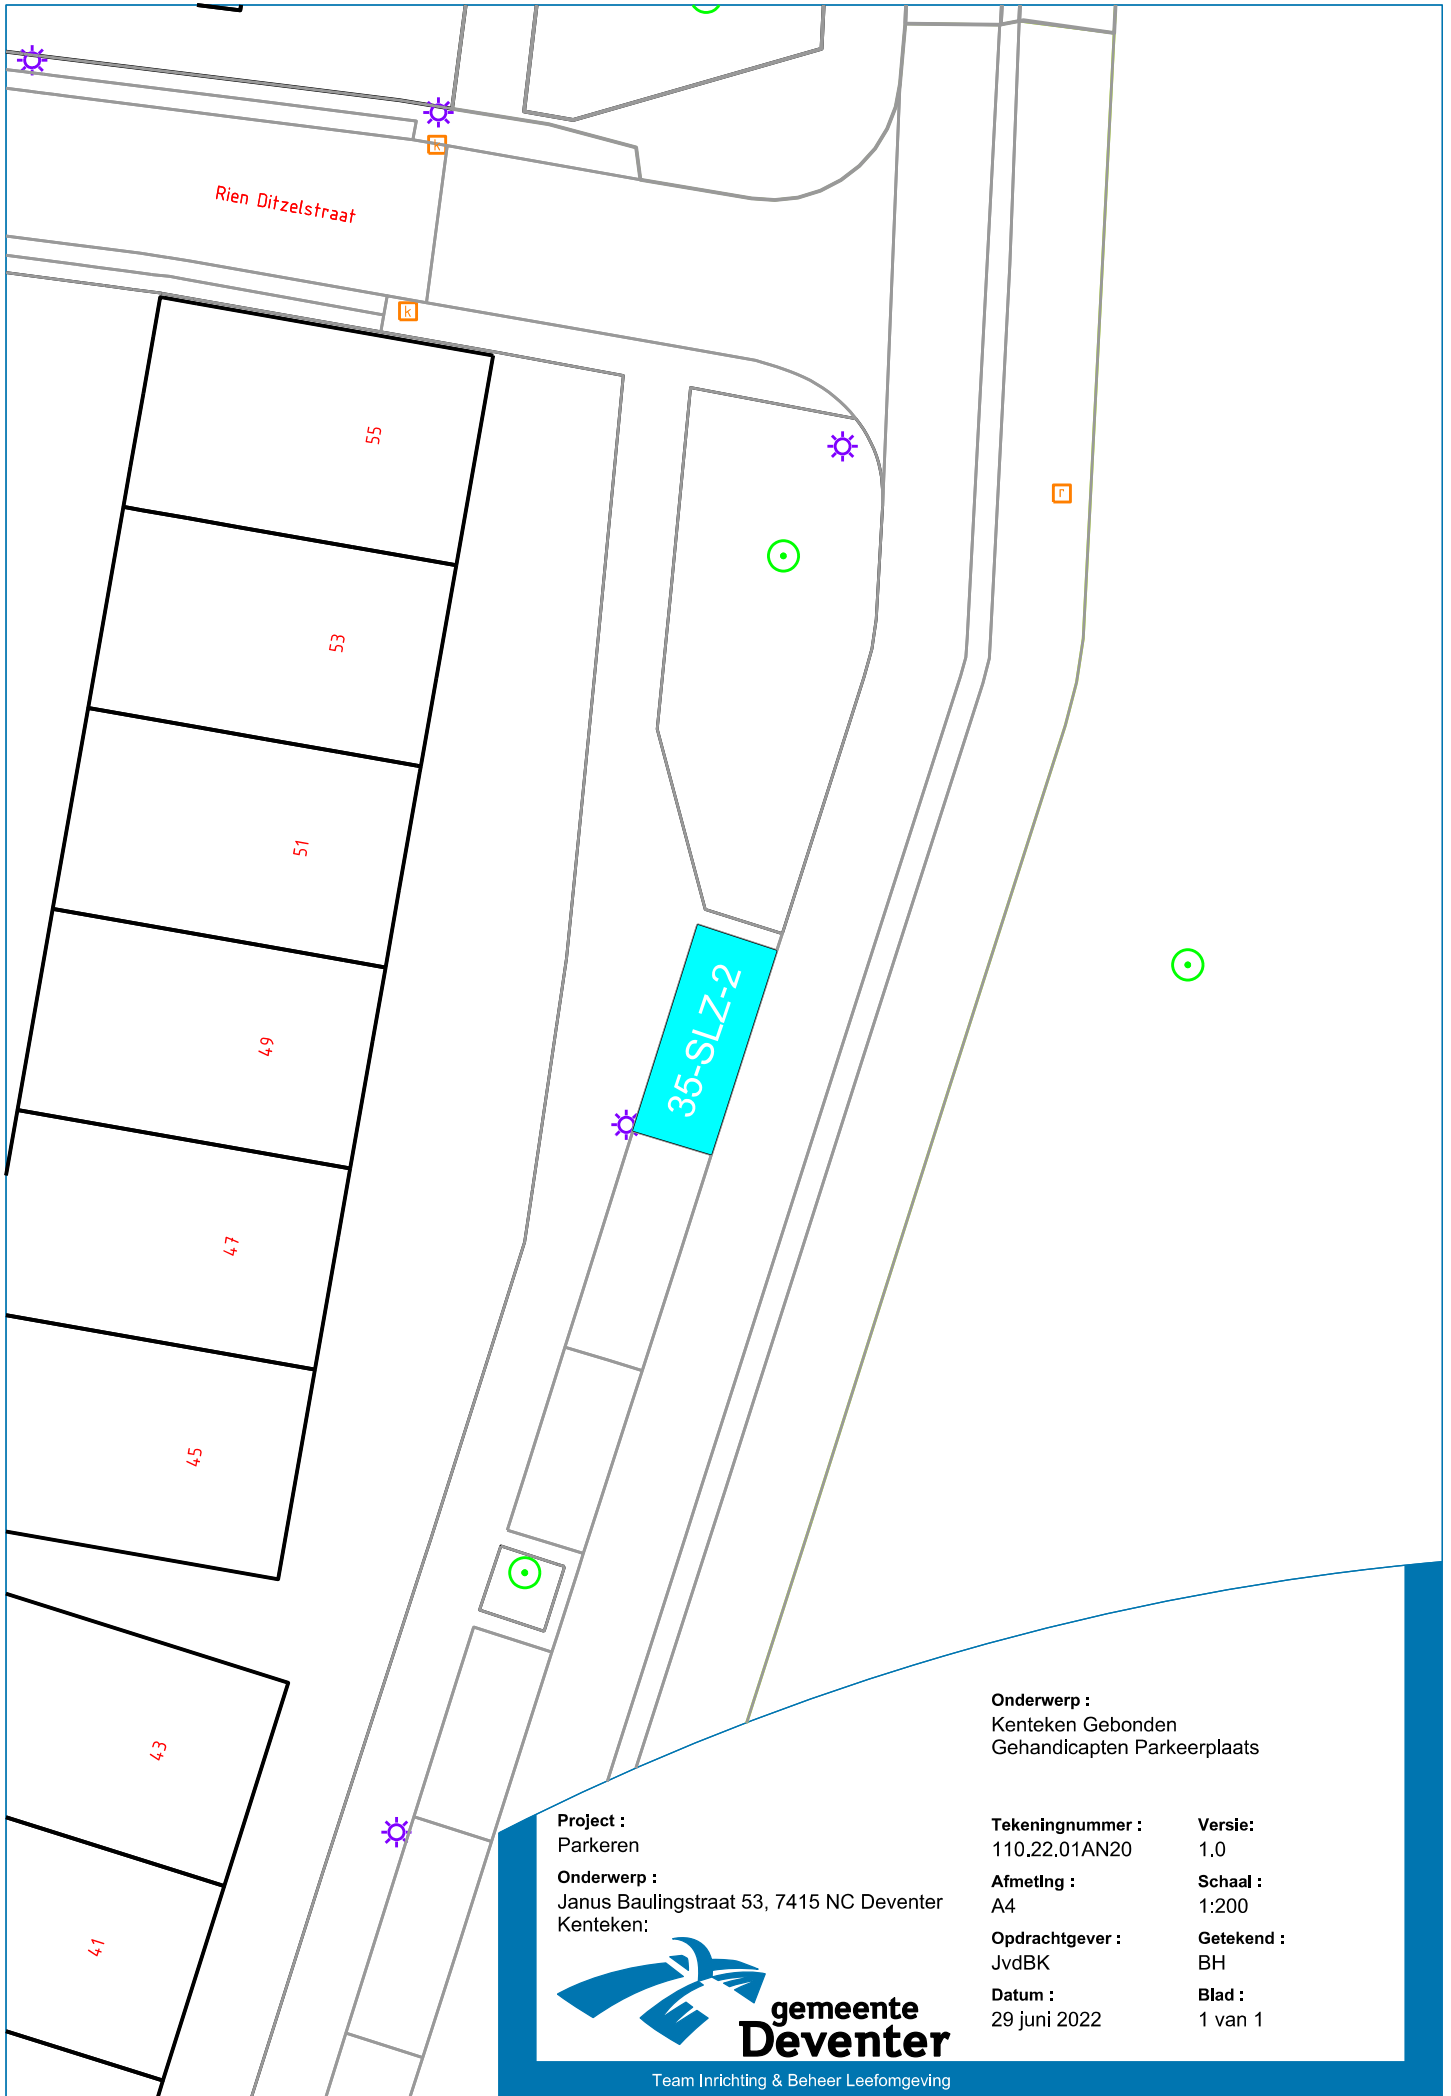 k
Rien Ditzelstraat
k
55
r
53
51
35-SLZ-2
49
47
45
43
41
Onderwerp :
Kenteken Gebonden
Gehandicapten Parkeerplaats
Project :
Parkeren
Onderwerp :
Janus Baulingstraat 53, 7415 NC Deventer
Kenteken:
Tekeningnummer : Versie:
110.22.01AN20 1.0
Afmeting : Schaal :
A4 1:200
Opdrachtgever : Getekend :
JvdBK BH
Datum : Blad :
29 juni 2022 1 van 1
gemeente
Deventer
Team Inrichting & Beheer Leefomgeving